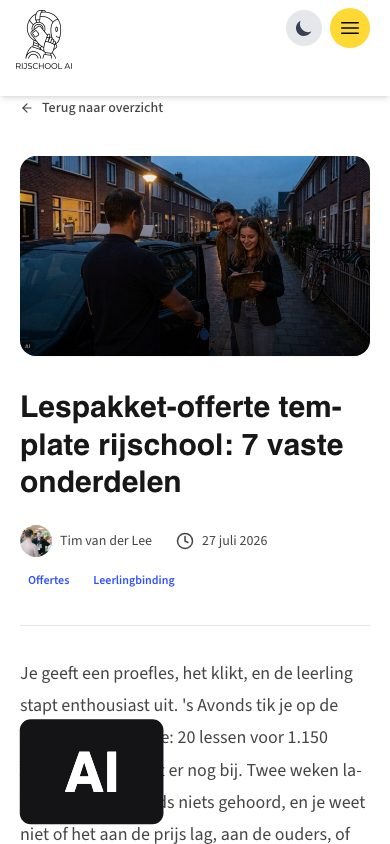 RIJSCHOOL AI
Terug naar overzicht
AI
Lespakket-offerte tem-
plate rijschool: 7 vaste
onderdelen
Tim van der Lee
27 juli 2026
Offertes
Leerlingbinding
Je geeft een proefles, het klikt, en de leerling
stapt enthousiast uit. 's Avonds tik je op de
: 20 lessen voor 1.150
er nog bij. Twee weken la-
niets gehoord, en je weet
niet of het aan de prijs lag, aan de ouders, of
AI